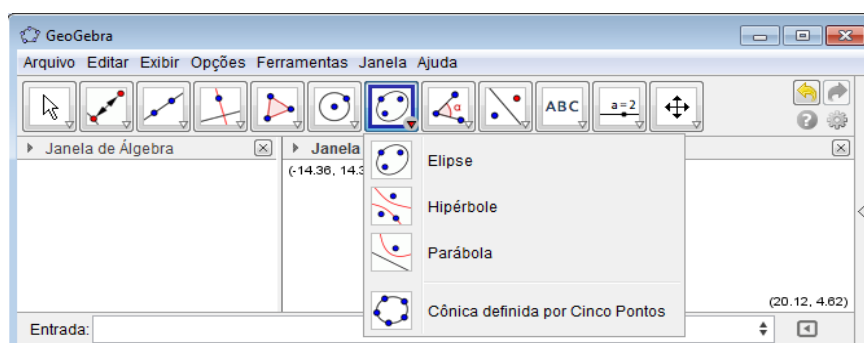 GeoGebra
Arquivo Editar Exibir Opções Ferramentas Janela Ajuda
α
ABC
a=2
Janela de Álgebra
Janela
(-14.36, 14.3
Elipse
Hipérbole
Parábola
Cônica definida por Cinco Pontos
(20.12, 4.62)
Entrada: